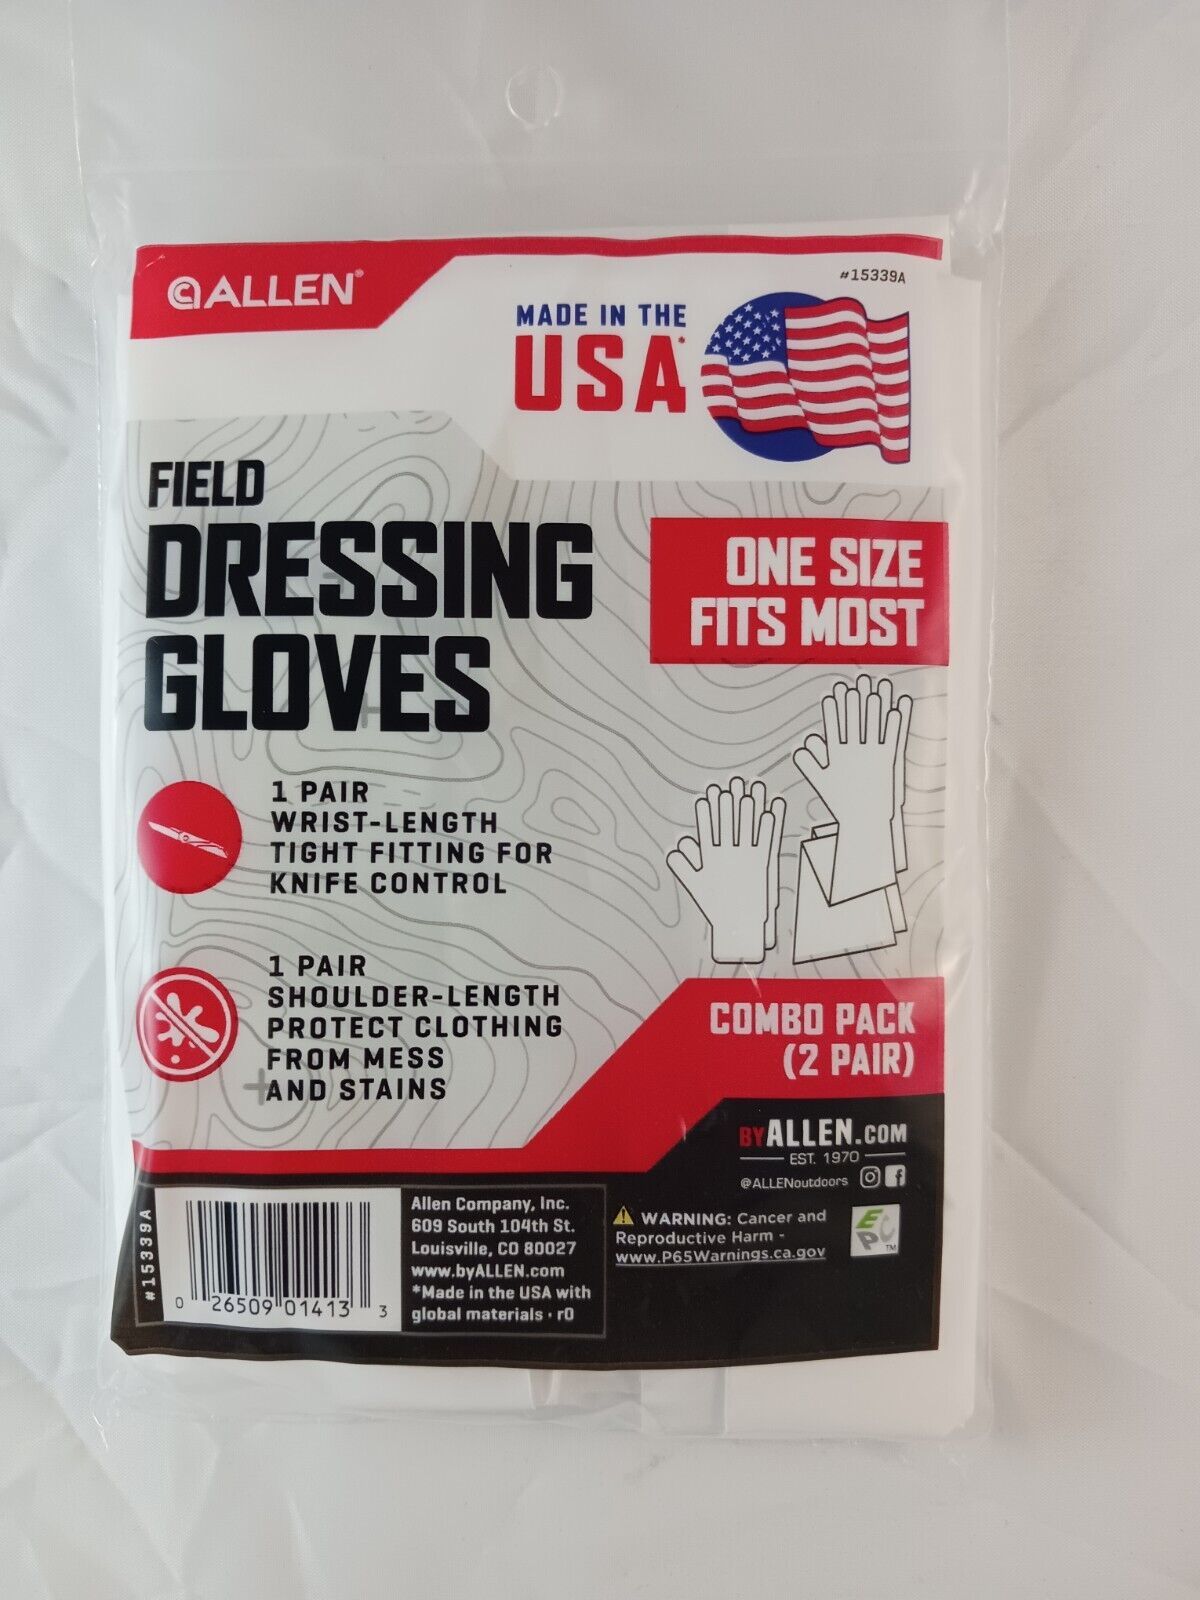 ALLEN®
#15339A
MADE IN THE
USA*
FIELD
DRESSING
GLOVES
ONE SIZE
FITS MOST
1 PAIR
WRIST-LENGTH
TIGHT FITTING FOR
KNIFE CONTROL
1 PAIR
SHOULDER-LENGTH
PROTECT CLOTHING
FROM MESS
AND STAINS
COMBO PACK
(2 PAIR)
BYALLEN.COM
EST. 1970
@ALLENoutdoors
#15339A
0 26509 01413 3
Allen Company, Inc.
609 South 104th St.
Louisville, CO 80027
www.byALLEN.com
*Made in the USA with
global materials · r0
WARNING: Cancer and
Reproductive Harm -
www.P65Warnings.ca.gov
EPC™